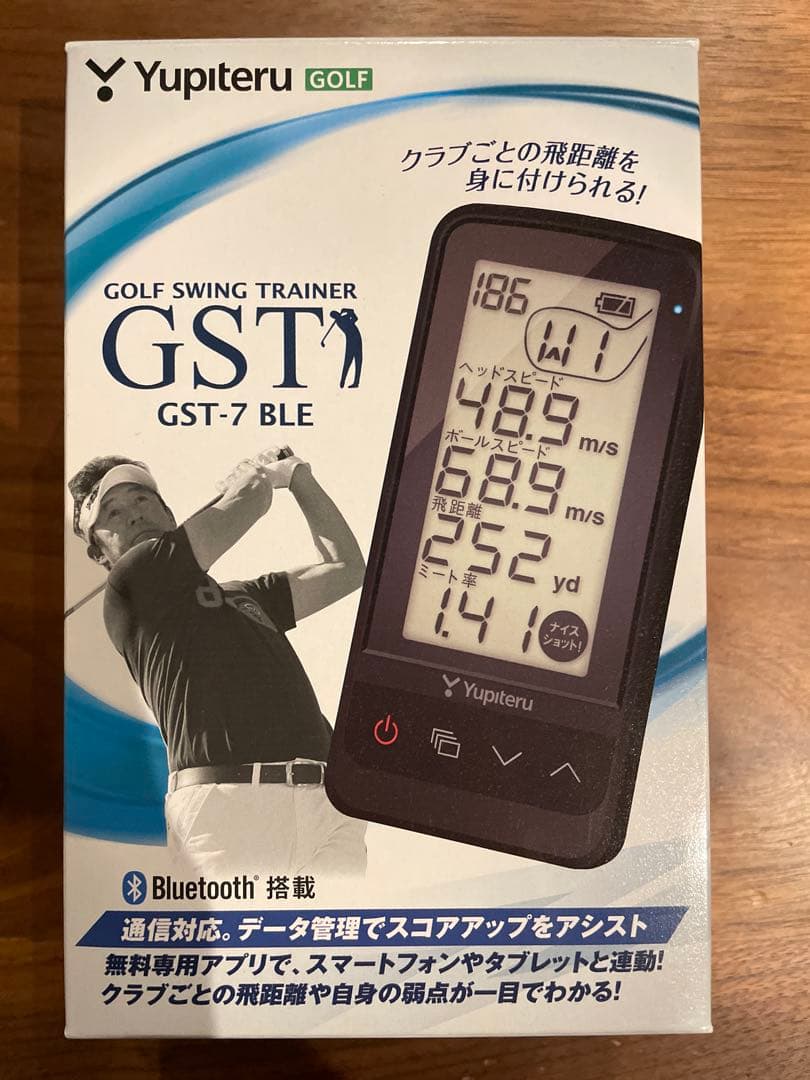 Yupiteru GOLF
クラブごとの飛距離を
身に付けられる!
GOLF SWING TRAINER
GST
GST-7 BLE
186
W1
ヘッドスピード
48.9 m/s
ボールスピード
68.9 m/s
飛距離
252 yd
ミート率
1.41
ナイス
ショット!
Yupiteru
Bluetooth® 搭載
通信対応。データ管理でスコアアップをアシスト
無料専用アプリで、スマートフォンやタブレットと連動!
クラブごとの飛距離や自身の弱点が一目でわかる!